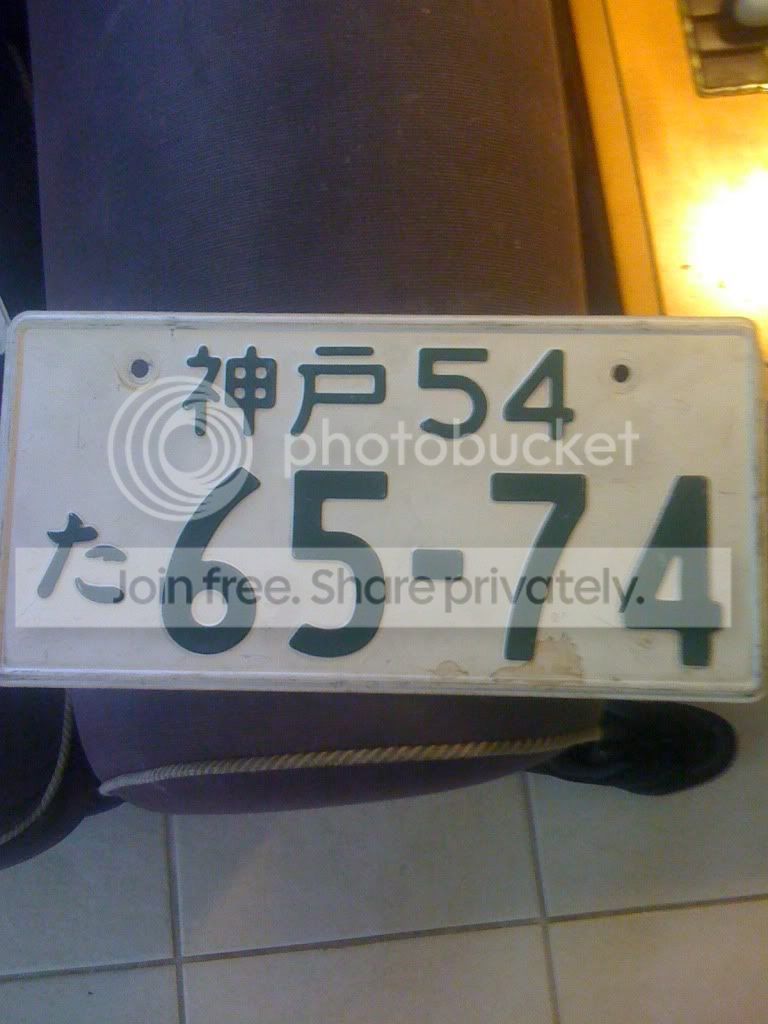 神戸54
photobucket
た 65-74
Join free. Share privately.